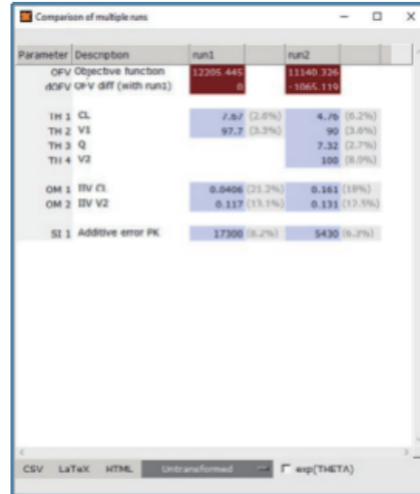 Comparison of multiple runs
Parameter Description run1 run2
OFV Objective function 12205.445 11140.326
dOFV OFV diff (with run1) 0 -1065.119
TH 1 CL 7.67 (2.8%) 4.76 (6.2%)
TH 2 V1 97.7 (3.3%) 90 (3.6%)
TH 3 Q 7.32 (2.7%)
TH 4 V2 100 (8.0%)
OM 1 IIV CL 0.0406 (21.2%) 0.161 (18%)
OM 2 IIV V2 0.117 (13.1%) 0.131 (12.5%)
SI 1 Additive error PK 17300 (6.2%) 5430 (6.3%)
CSV LaTeX HTML Untransformed exp(THETA)